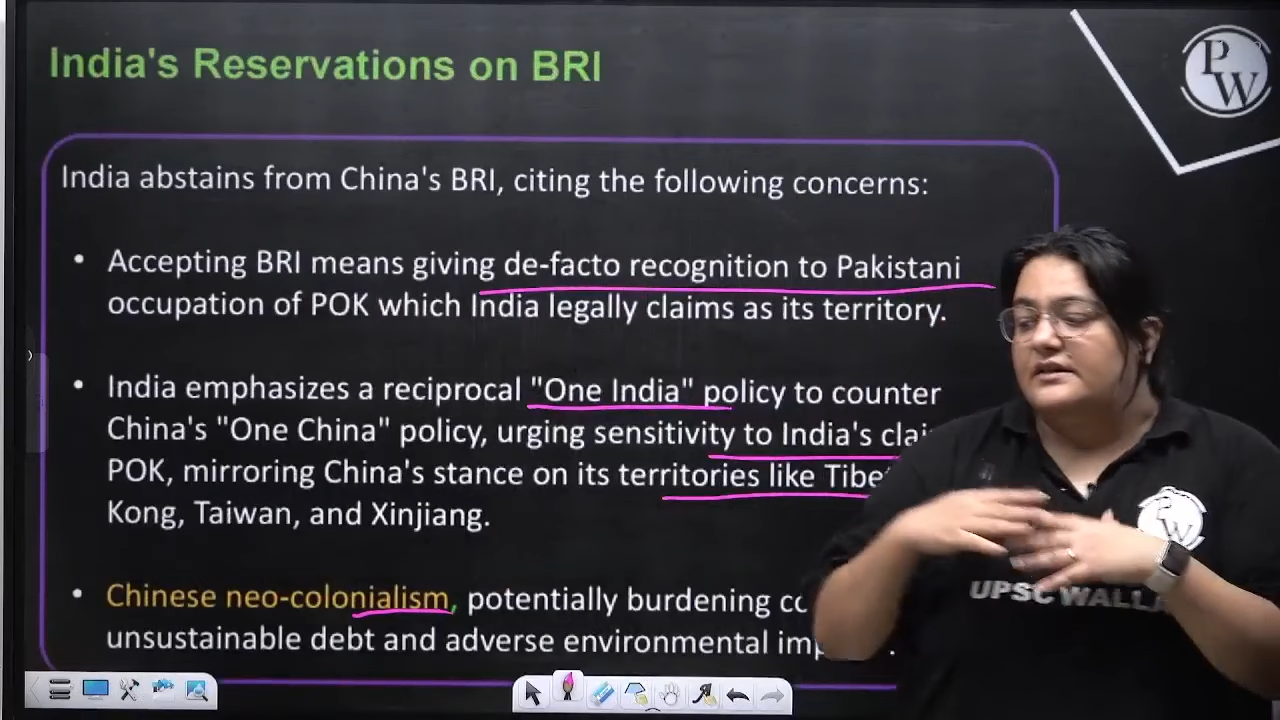 India's Reservations on BRI
P
W
India abstains from China's BRI, citing the following concerns:
• Accepting BRI means giving de-facto recognition to Pakistani
occupation of POK which India legally claims as its territory.
• India emphasizes a reciprocal "One India" policy to counter
China's "One China" policy, urging sensitivity to India's
POK, mirroring China's stance on its territories like
Kong, Taiwan, and Xinjiang.
• Chinese neo-colonialism, potentially burdening
unsustainable debt and adverse environmental
W
UPSC